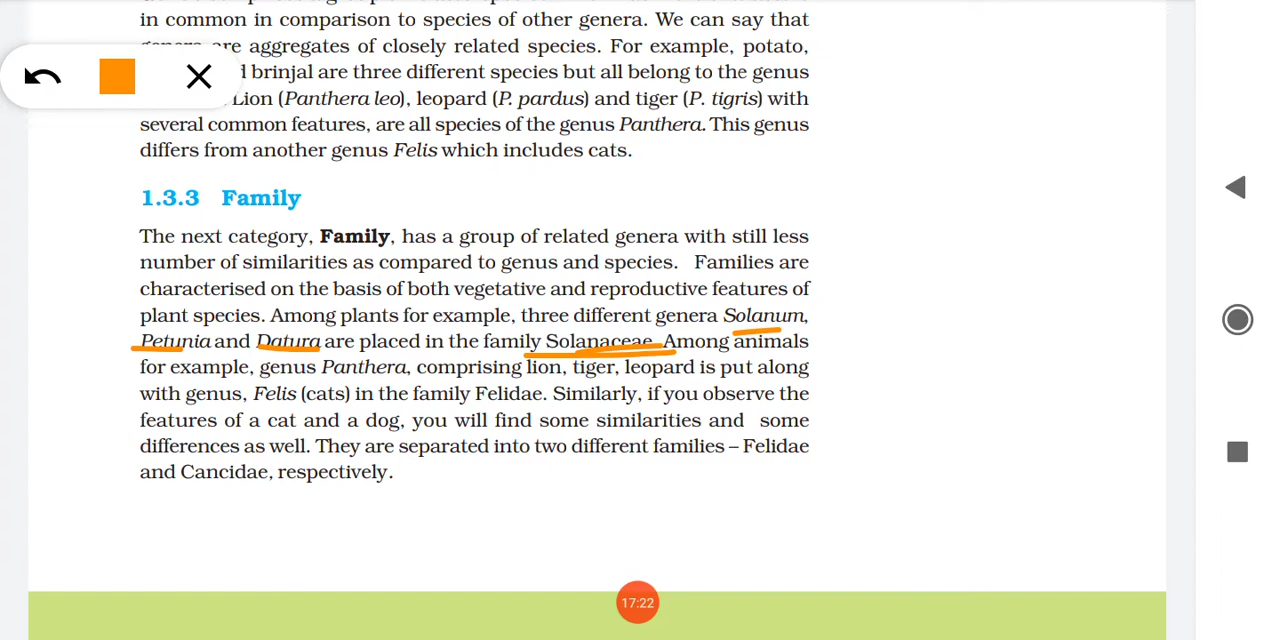 in common in comparison to species of other genera. We can say that
genera are aggregates of closely related species. For example, potato,
brinjal are three different species but all belong to the genus
Lion (Panthera leo), leopard (P. pardus) and tiger (P. tigris) with
several common features, are all species of the genus Panthera. This genus
differs from another genus Felis which includes cats.
1.3.3 Family
The next category, Family, has a group of related genera with still less
number of similarities as compared to genus and species. Families are
characterised on the basis of both vegetative and reproductive features of
plant species. Among plants for example, three different genera Solanum,
Petunia and Datura are placed in the family Solanaceae. Among animals
for example, genus Panthera, comprising lion, tiger, leopard is put along
with genus, Felis (cats) in the family Felidae. Similarly, if you observe the
features of a cat and a dog, you will find some similarities and some
differences as well. They are separated into two different families – Felidae
and Cancidae, respectively.
17:22